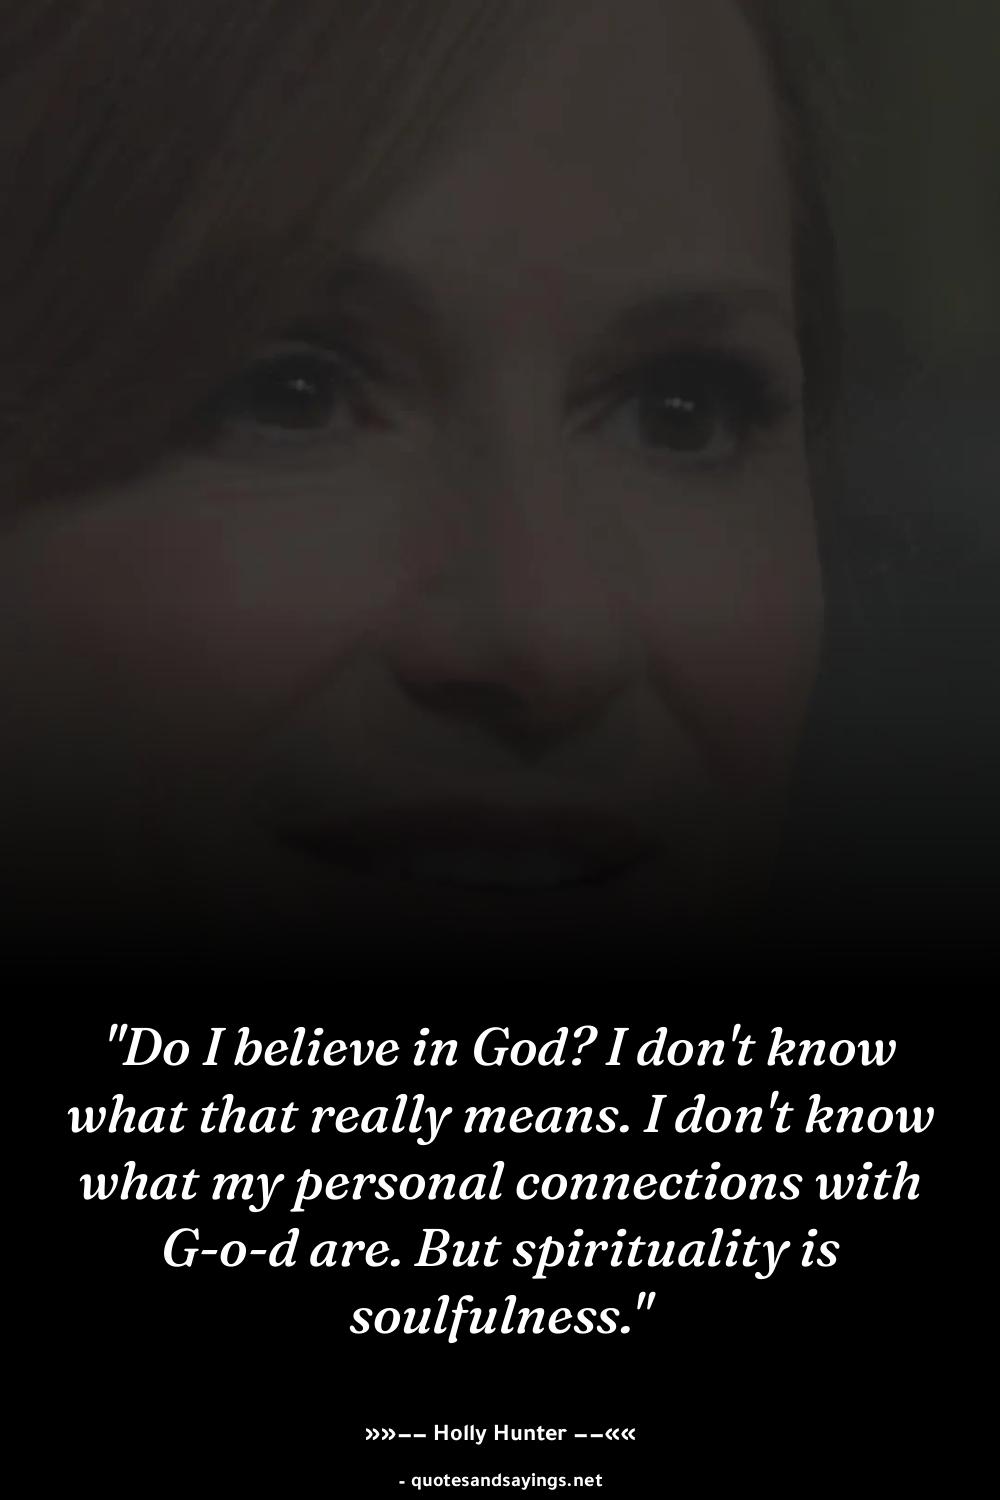 "Do I believe in God? I don't know
what that really means. I don't know
what my personal connections with
G-o-d are. But spirituality is
soulfulness."
»»–– Holly Hunter ––««
- quotesandsayings.net